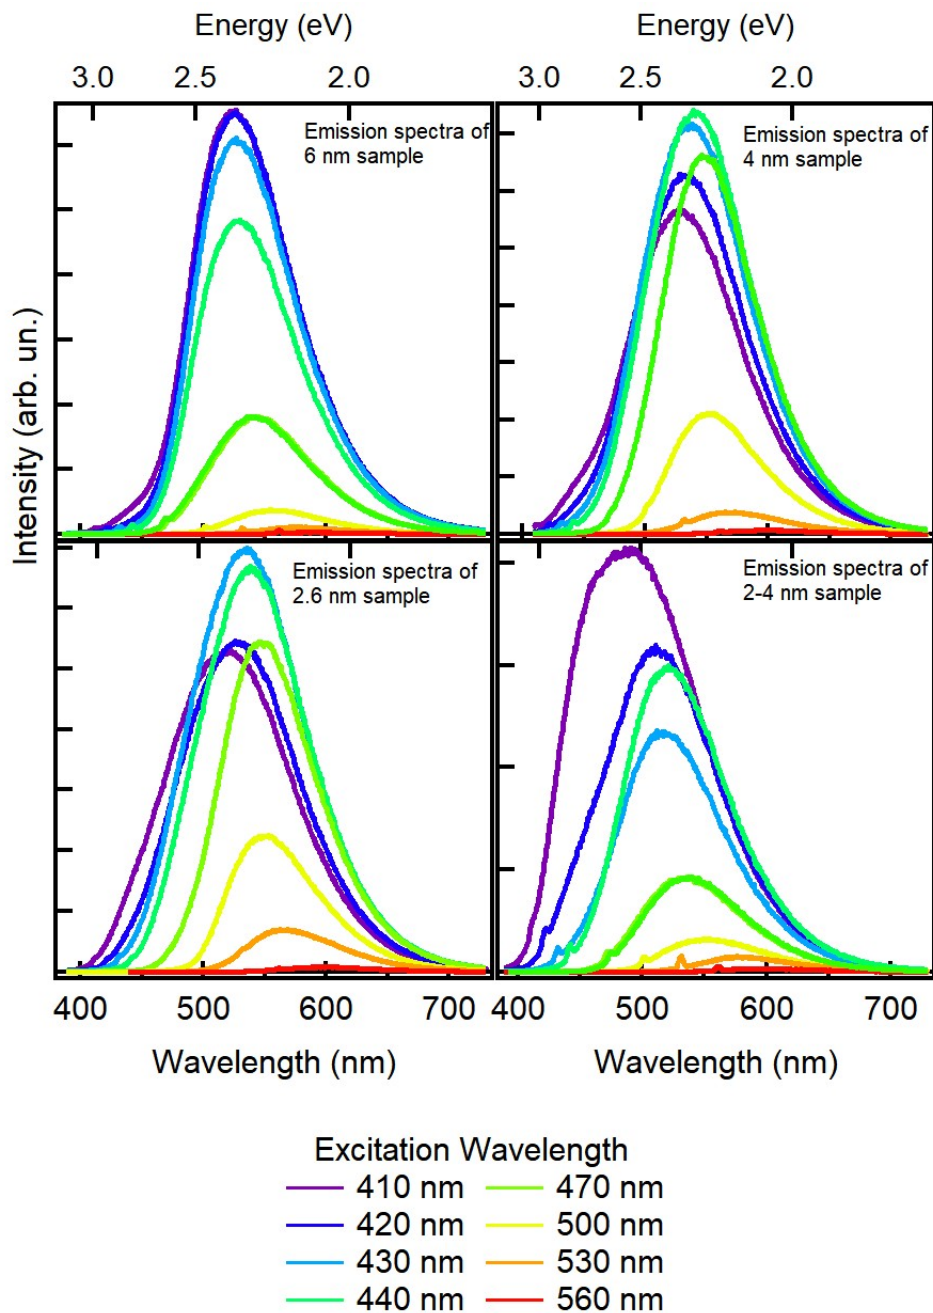 Energy (eV)
Energy (eV)
3.0 2.5 2.0
3.0 2.5 2.0
Emission spectra of
6 nm sample
Emission spectra of
4 nm sample
Intensity (arb. un.)
Emission spectra of
2.6 nm sample
Emission spectra of
2-4 nm sample
400 500 600 700
400 500 600 700
Wavelength (nm)
Wavelength (nm)
Excitation Wavelength
410 nm
420 nm
430 nm
440 nm
470 nm
500 nm
530 nm
560 nm